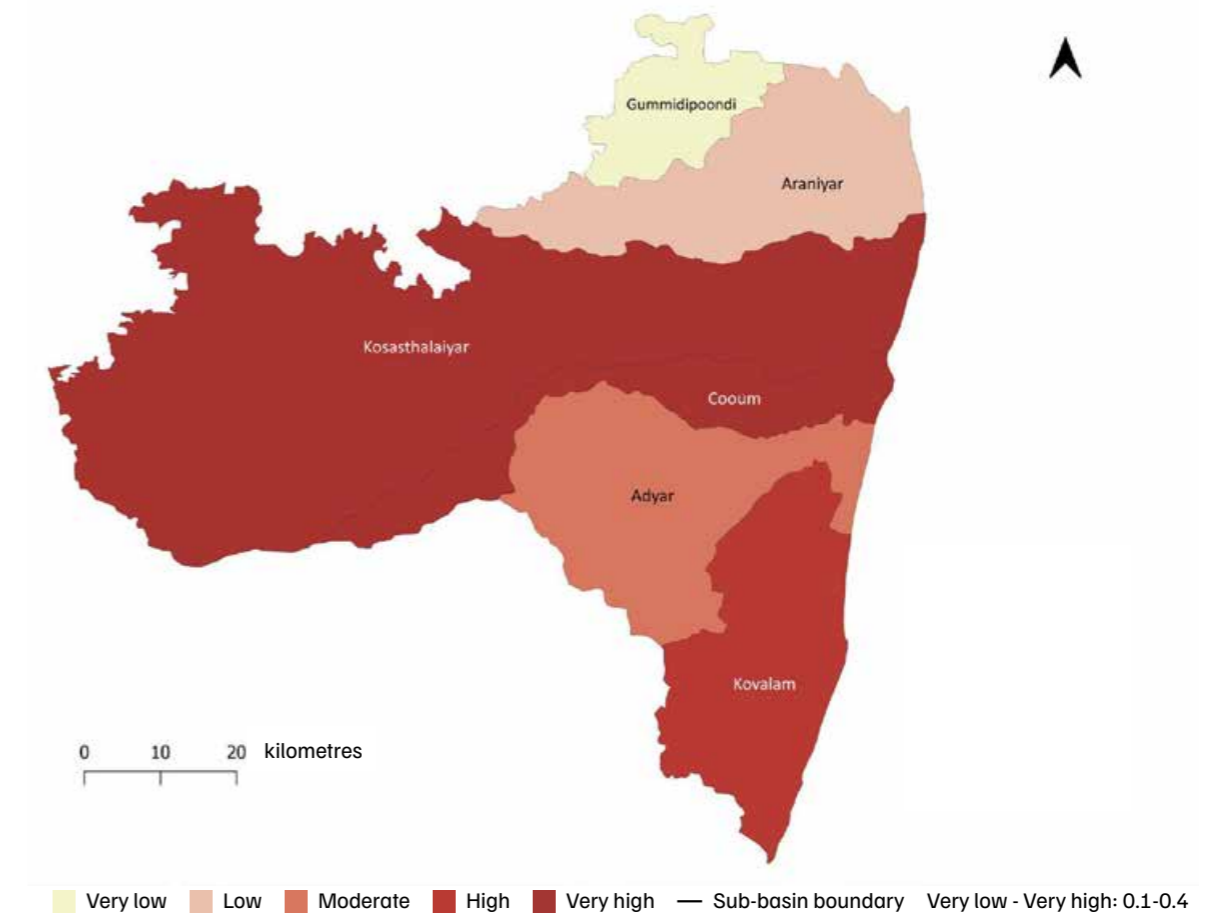 Gummidipoondi
Araniyar
Kosasthalaiyar
Cooum
Adyar
Kovalam
0 10 20 kilometres
Very low Low Moderate High Very high Sub-basin boundary Very low - Very high: 0.1-0.4